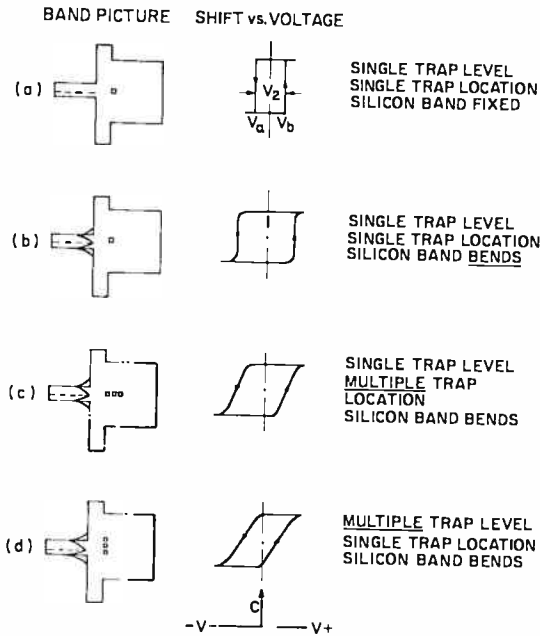 BAND PICTURE SHIFT vs. VOLTAGE
(a)
V2
Va Vb
SINGLE TRAP LEVEL
SINGLE TRAP LOCATION
SILICON BAND FIXED
(b)
SINGLE TRAP LEVEL
SINGLE TRAP LOCATION
SILICON BAND BENDS
(c)
SINGLE TRAP LEVEL
MULTIPLE TRAP
LOCATION
SILICON BAND BENDS
(d)
MULTIPLE TRAP LEVEL
SINGLE TRAP LOCATION
SILICON BAND BENDS
C
-V V+